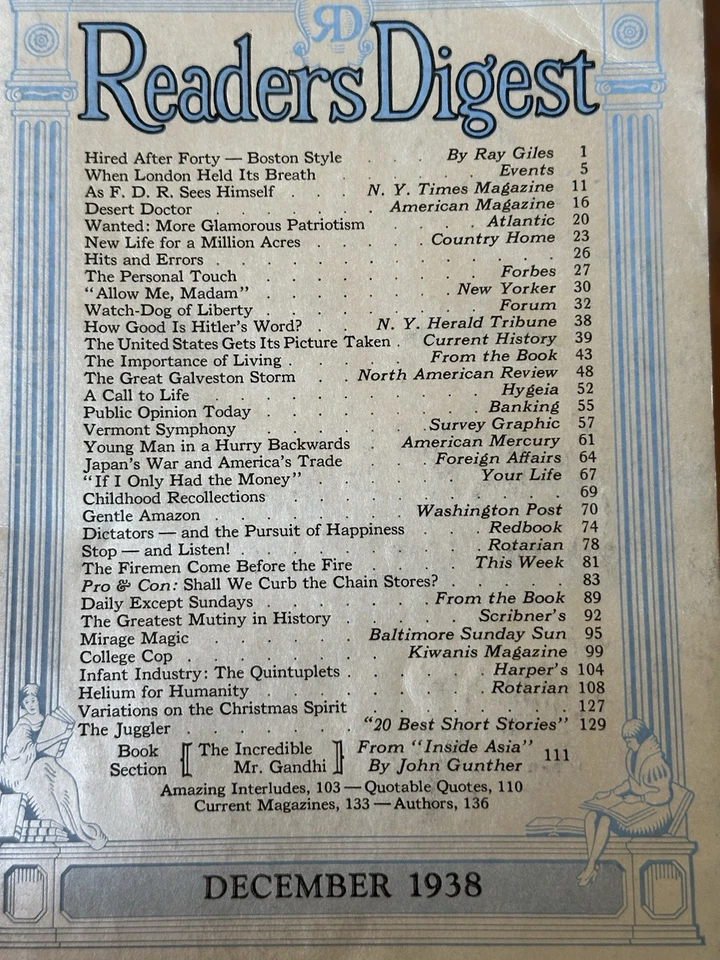 RD
Readers Digest
Hired After Forty — Boston Style . . . By Ray Giles 1
When London Held Its Breath . . . . . Events 5
As F. D. R. Sees Himself . . . N. Y. Times Magazine 11
Desert Doctor . . . . . . American Magazine 16
Wanted: More Glamorous Patriotism . . . . Atlantic 20
New Life for a Million Acres . . . . Country Home 23
Hits and Errors . . . . . . . . . . 26
The Personal Touch . . . . . . . Forbes 27
"Allow Me, Madam" . . . . . . New Yorker 30
Watch-Dog of Liberty . . . . . . . Forum 32
How Good Is Hitler's Word? . . N. Y. Herald Tribune 38
The United States Gets Its Picture Taken . Current History 39
The Importance of Living . . . . From the Book 43
The Great Galveston Storm . . North American Review 48
A Call to Life . . . . . . . . Hygeia 52
Public Opinion Today . . . . . . . Banking 55
Vermont Symphony . . . . . Survey Graphic 57
Young Man in a Hurry Backwards . American Mercury 61
Japan's War and America's Trade . . . Foreign Affairs 64
"If I Only Had the Money" . . . . . Your Life 67
Childhood Recollections . . . . . . . . 69
Gentle Amazon . . . . . . Washington Post 70
Dictators — and the Pursuit of Happiness . . . Redbook 74
Stop — and Listen! . . . . . . . Rotarian 78
The Firemen Come Before the Fire . . . This Week 81
Pro & Con: Shall We Curb the Chain Stores? . . . . 83
Daily Except Sundays . . . . . From the Book 89
The Greatest Mutiny in History . . . . Scribner's 92
Mirage Magic . . . . . Baltimore Sunday Sun 95
College Cop . . . . . . Kiwanis Magazine 99
Infant Industry: The Quintuplets . . . . . Harper's 104
Helium for Humanity . . . . . . Rotarian 108
Variations on the Christmas Spirit . . . . . . 127
The Juggler . . . . . . "20 Best Short Stories" 129
Book Section [ The Incredible Mr. Gandhi ] From "Inside Asia" By John Gunther 111
Amazing Interludes, 103 — Quotable Quotes, 110
Current Magazines, 133 — Authors, 136
DECEMBER 1938